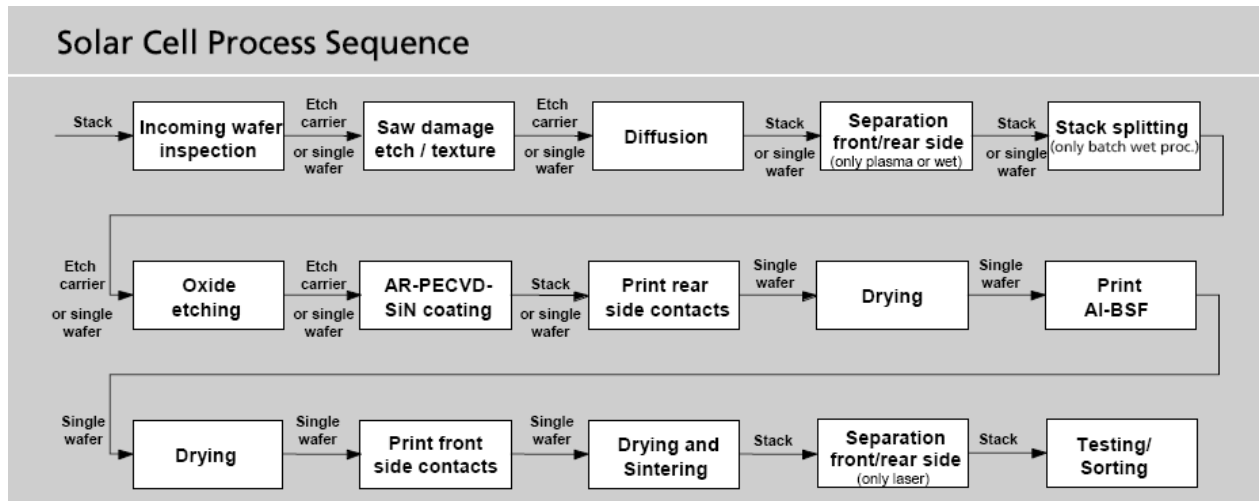 Solar Cell Process Sequence
Stack
Incoming wafer
inspection
Etch
carrier
or single
wafer
Saw damage
etch / texture
Etch
carrier
or single
wafer
Diffusion
Stack
or single
wafer
Separation
front/rear side
(only plasma or wet)
Stack
or single
wafer
Stack splitting
(only batch wet proc.)
Etch
carrier
or single
wafer
Oxide
etching
Etch
carrier
or single
wafer
AR-PECVD-
SiN coating
Stack
or single
wafer
Print rear
side contacts
Single
wafer
Drying
Single
wafer
Print
Al-BSF
Single
wafer
Drying
Single
wafer
Print front
side contacts
Single
wafer
Drying and
Sintering
Stack
Separation
front/rear side
(only laser)
Stack
Testing/
Sorting